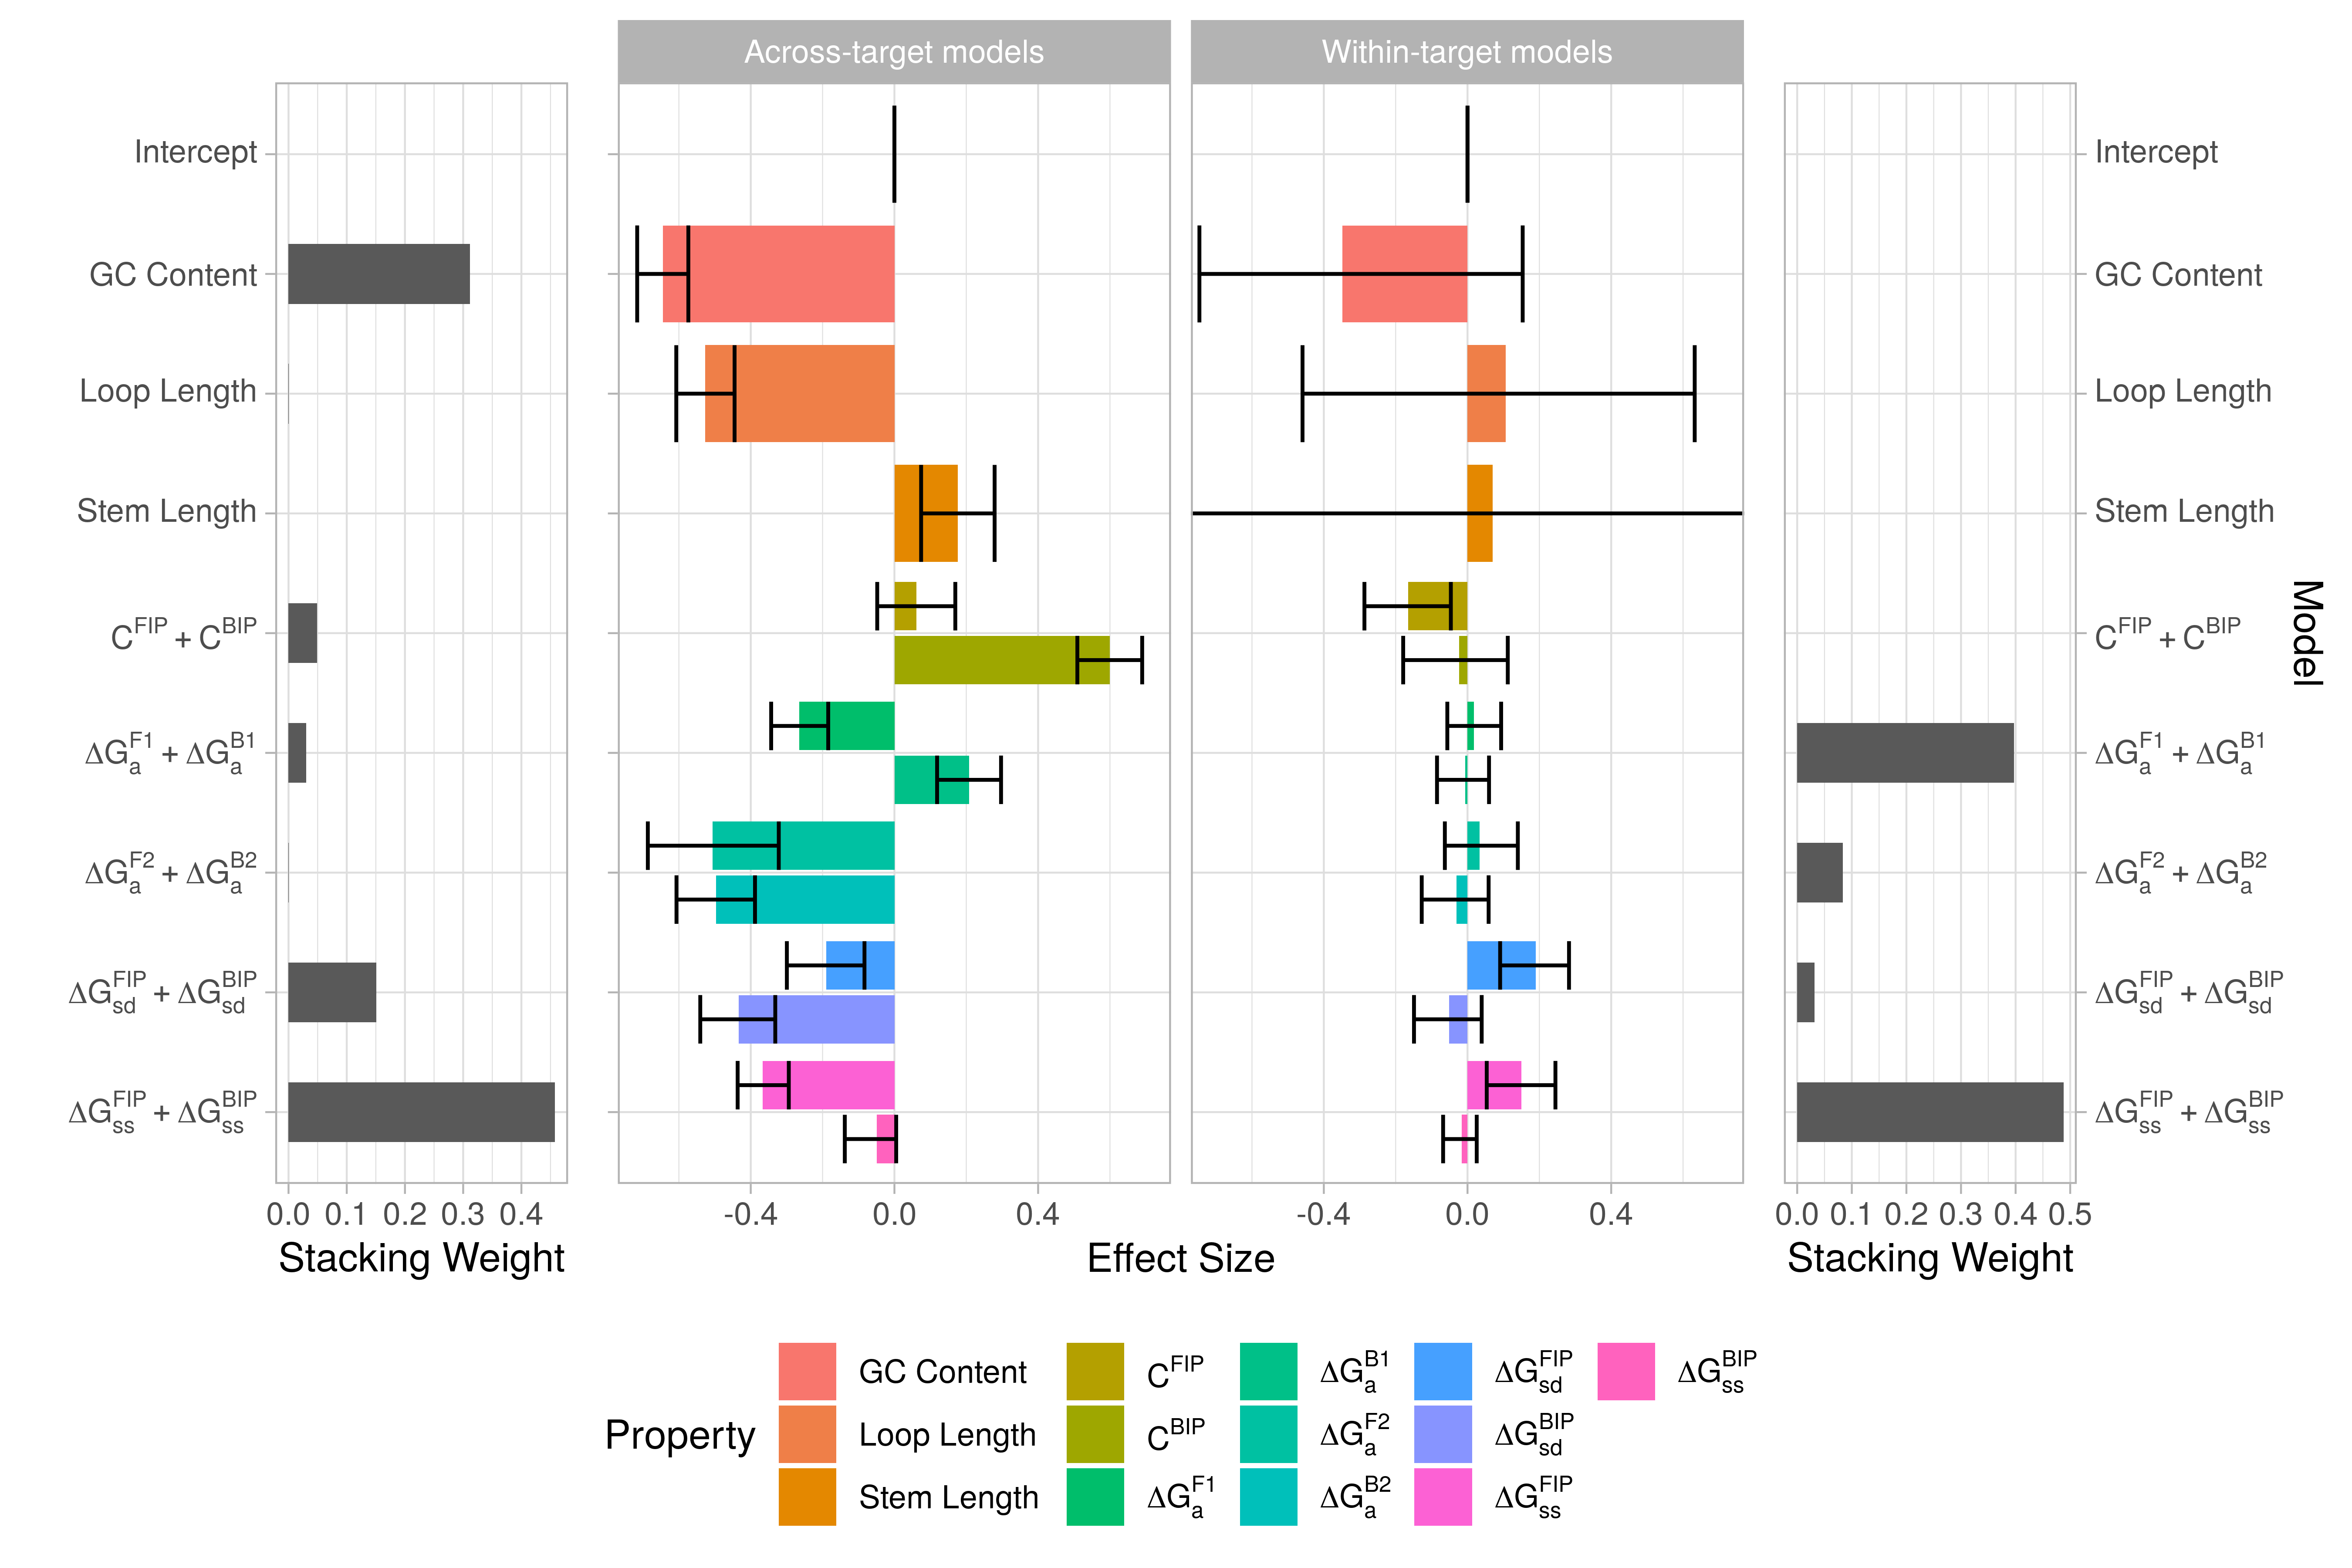 Across-target models
Within-target models
Intercept
GC Content
Loop Length
Stem Length
C^FIP + C^BIP
ΔG_a^F1 + ΔG_a^B1
ΔG_a^F2 + ΔG_a^B2
ΔG_sd^FIP + ΔG_sd^BIP
ΔG_ss^FIP + ΔG_ss^BIP
Intercept
GC Content
Loop Length
Stem Length
C^FIP + C^BIP
ΔG_a^F1 + ΔG_a^B1
ΔG_a^F2 + ΔG_a^B2
ΔG_sd^FIP + ΔG_sd^BIP
ΔG_ss^FIP + ΔG_ss^BIP
Model
0.0 0.1 0.2 0.3 0.4
-0.4 0.0 0.4
-0.4 0.0 0.4
0.0 0.1 0.2 0.3 0.4 0.5
Stacking Weight
Effect Size
Stacking Weight
Property
GC Content
Loop Length
Stem Length
C^FIP
C^BIP
ΔG_a^F1
ΔG_a^B1
ΔG_a^F2
ΔG_a^B2
ΔG_sd^FIP
ΔG_sd^BIP
ΔG_ss^FIP
ΔG_ss^BIP